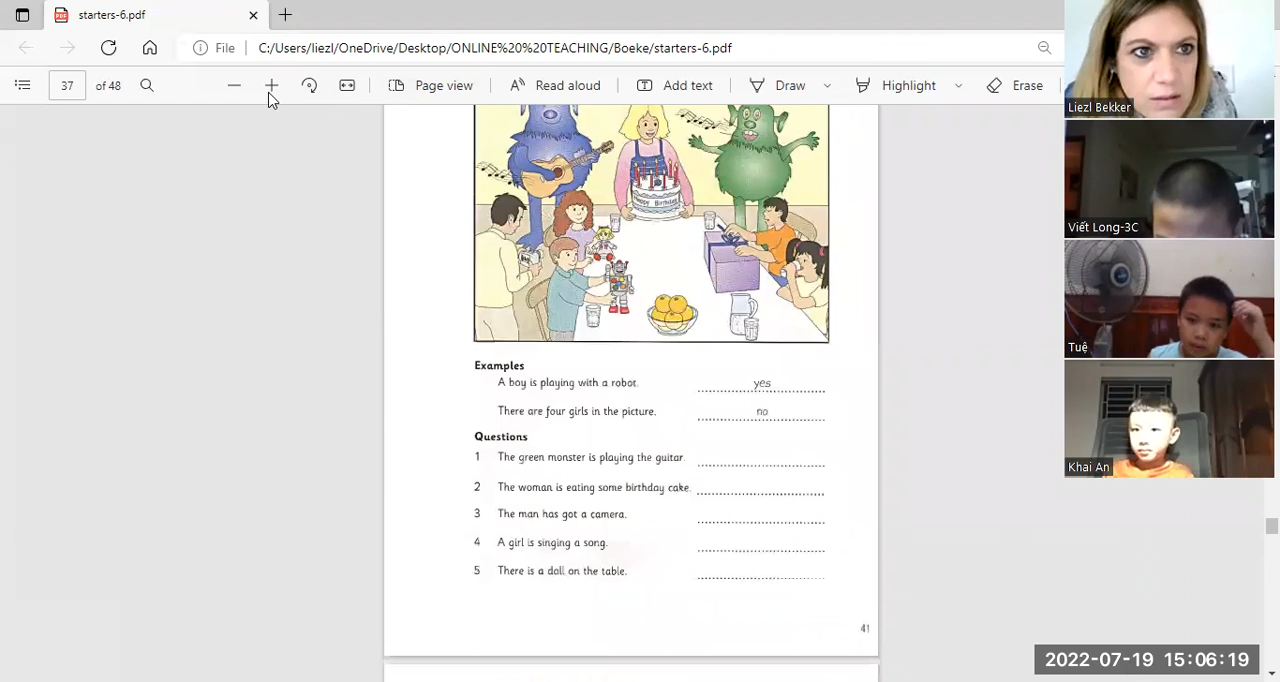 starters-6.pdf
File C:/Users/liezl/OneDrive/Desktop/ONLINE%20%20TEACHING/Boeke/starters-6.pdf
37 of 48 Page view Read aloud Add text Draw Highlight Erase
Liezl Bekker
Viết Long-3C
Tuệ
Khai An
Happy Birthday
Examples
A boy is playing with a robot. yes
There are four girls in the picture. no
Questions
1 The green monster is playing the guitar.
2 The woman is eating some birthday cake.
3 The man has got a camera.
4 A girl is singing a song.
5 There is a doll on the table.
41
2022-07-19 15:06:19